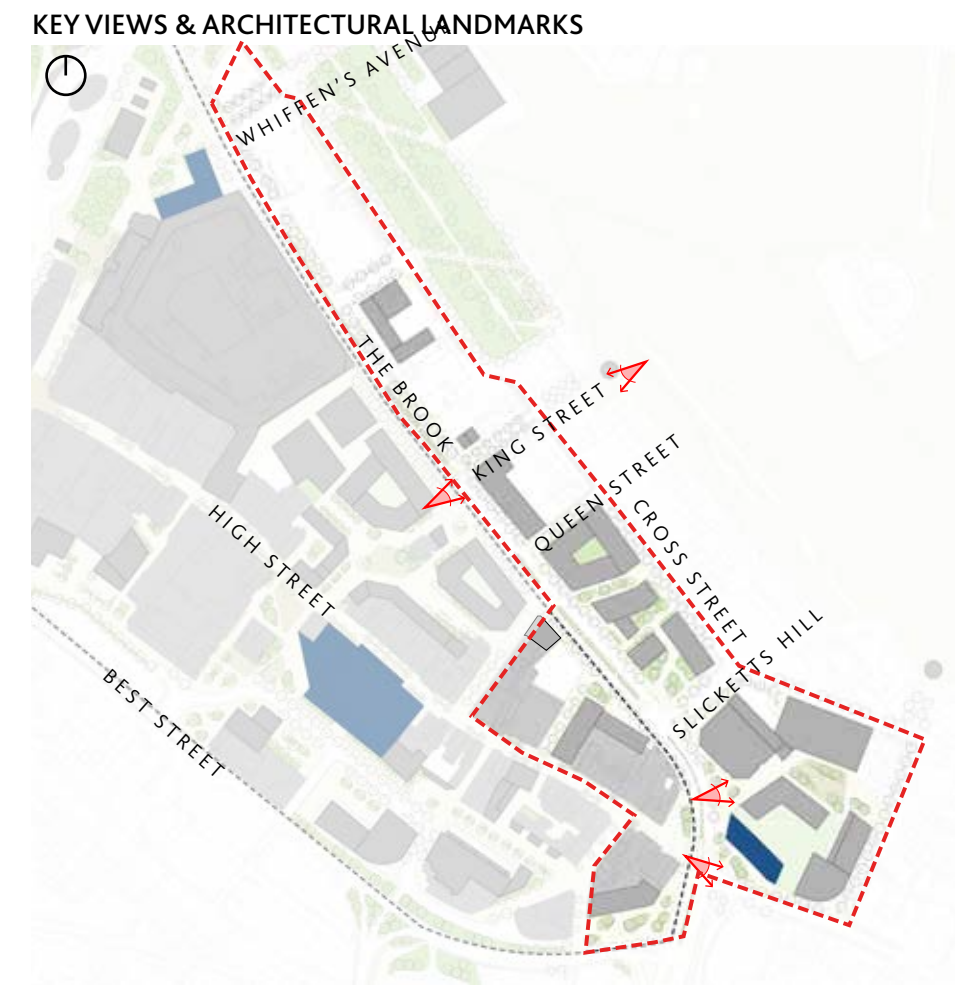 KEY VIEWS & ARCHITECTURAL LANDMARKS
WHIFFEN'S AVENUE
THE BROOK
KING STREET
QUEEN STREET
CROSS STREET
HIGH STREET
SLICKETTS HILL
BEST STREET